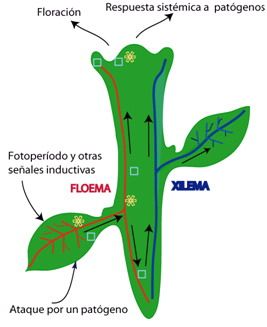 Floración
Respuesta sistémica a patógenos
Fotoperíodo y otras
señales inductivas
FLOEMA
XILEMA
Ataque por un patógeno